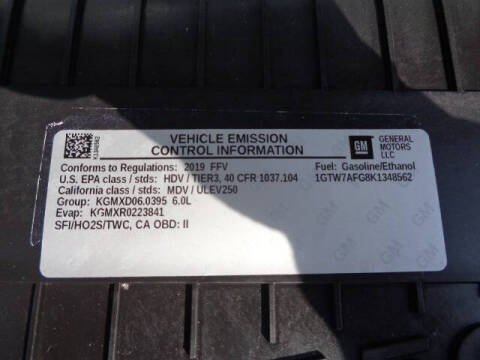 VEHICLE EMISSION
CONTROL INFORMATION
GM
GENERAL
MOTORS
LLC
Conforms to Regulations: 2019 FFV
Fuel: Gasoline/Ethanol
U.S. EPA class / stds: HDV / TIER3, 40 CFR 1037.104
1GTW7AFG8K1348562
California class / stds: MDV / ULEV250
Group: KGMXD06.0395 6.0L
Evap: KGMXR0223841
SFI/HO2S/TWC, CA OBD: II